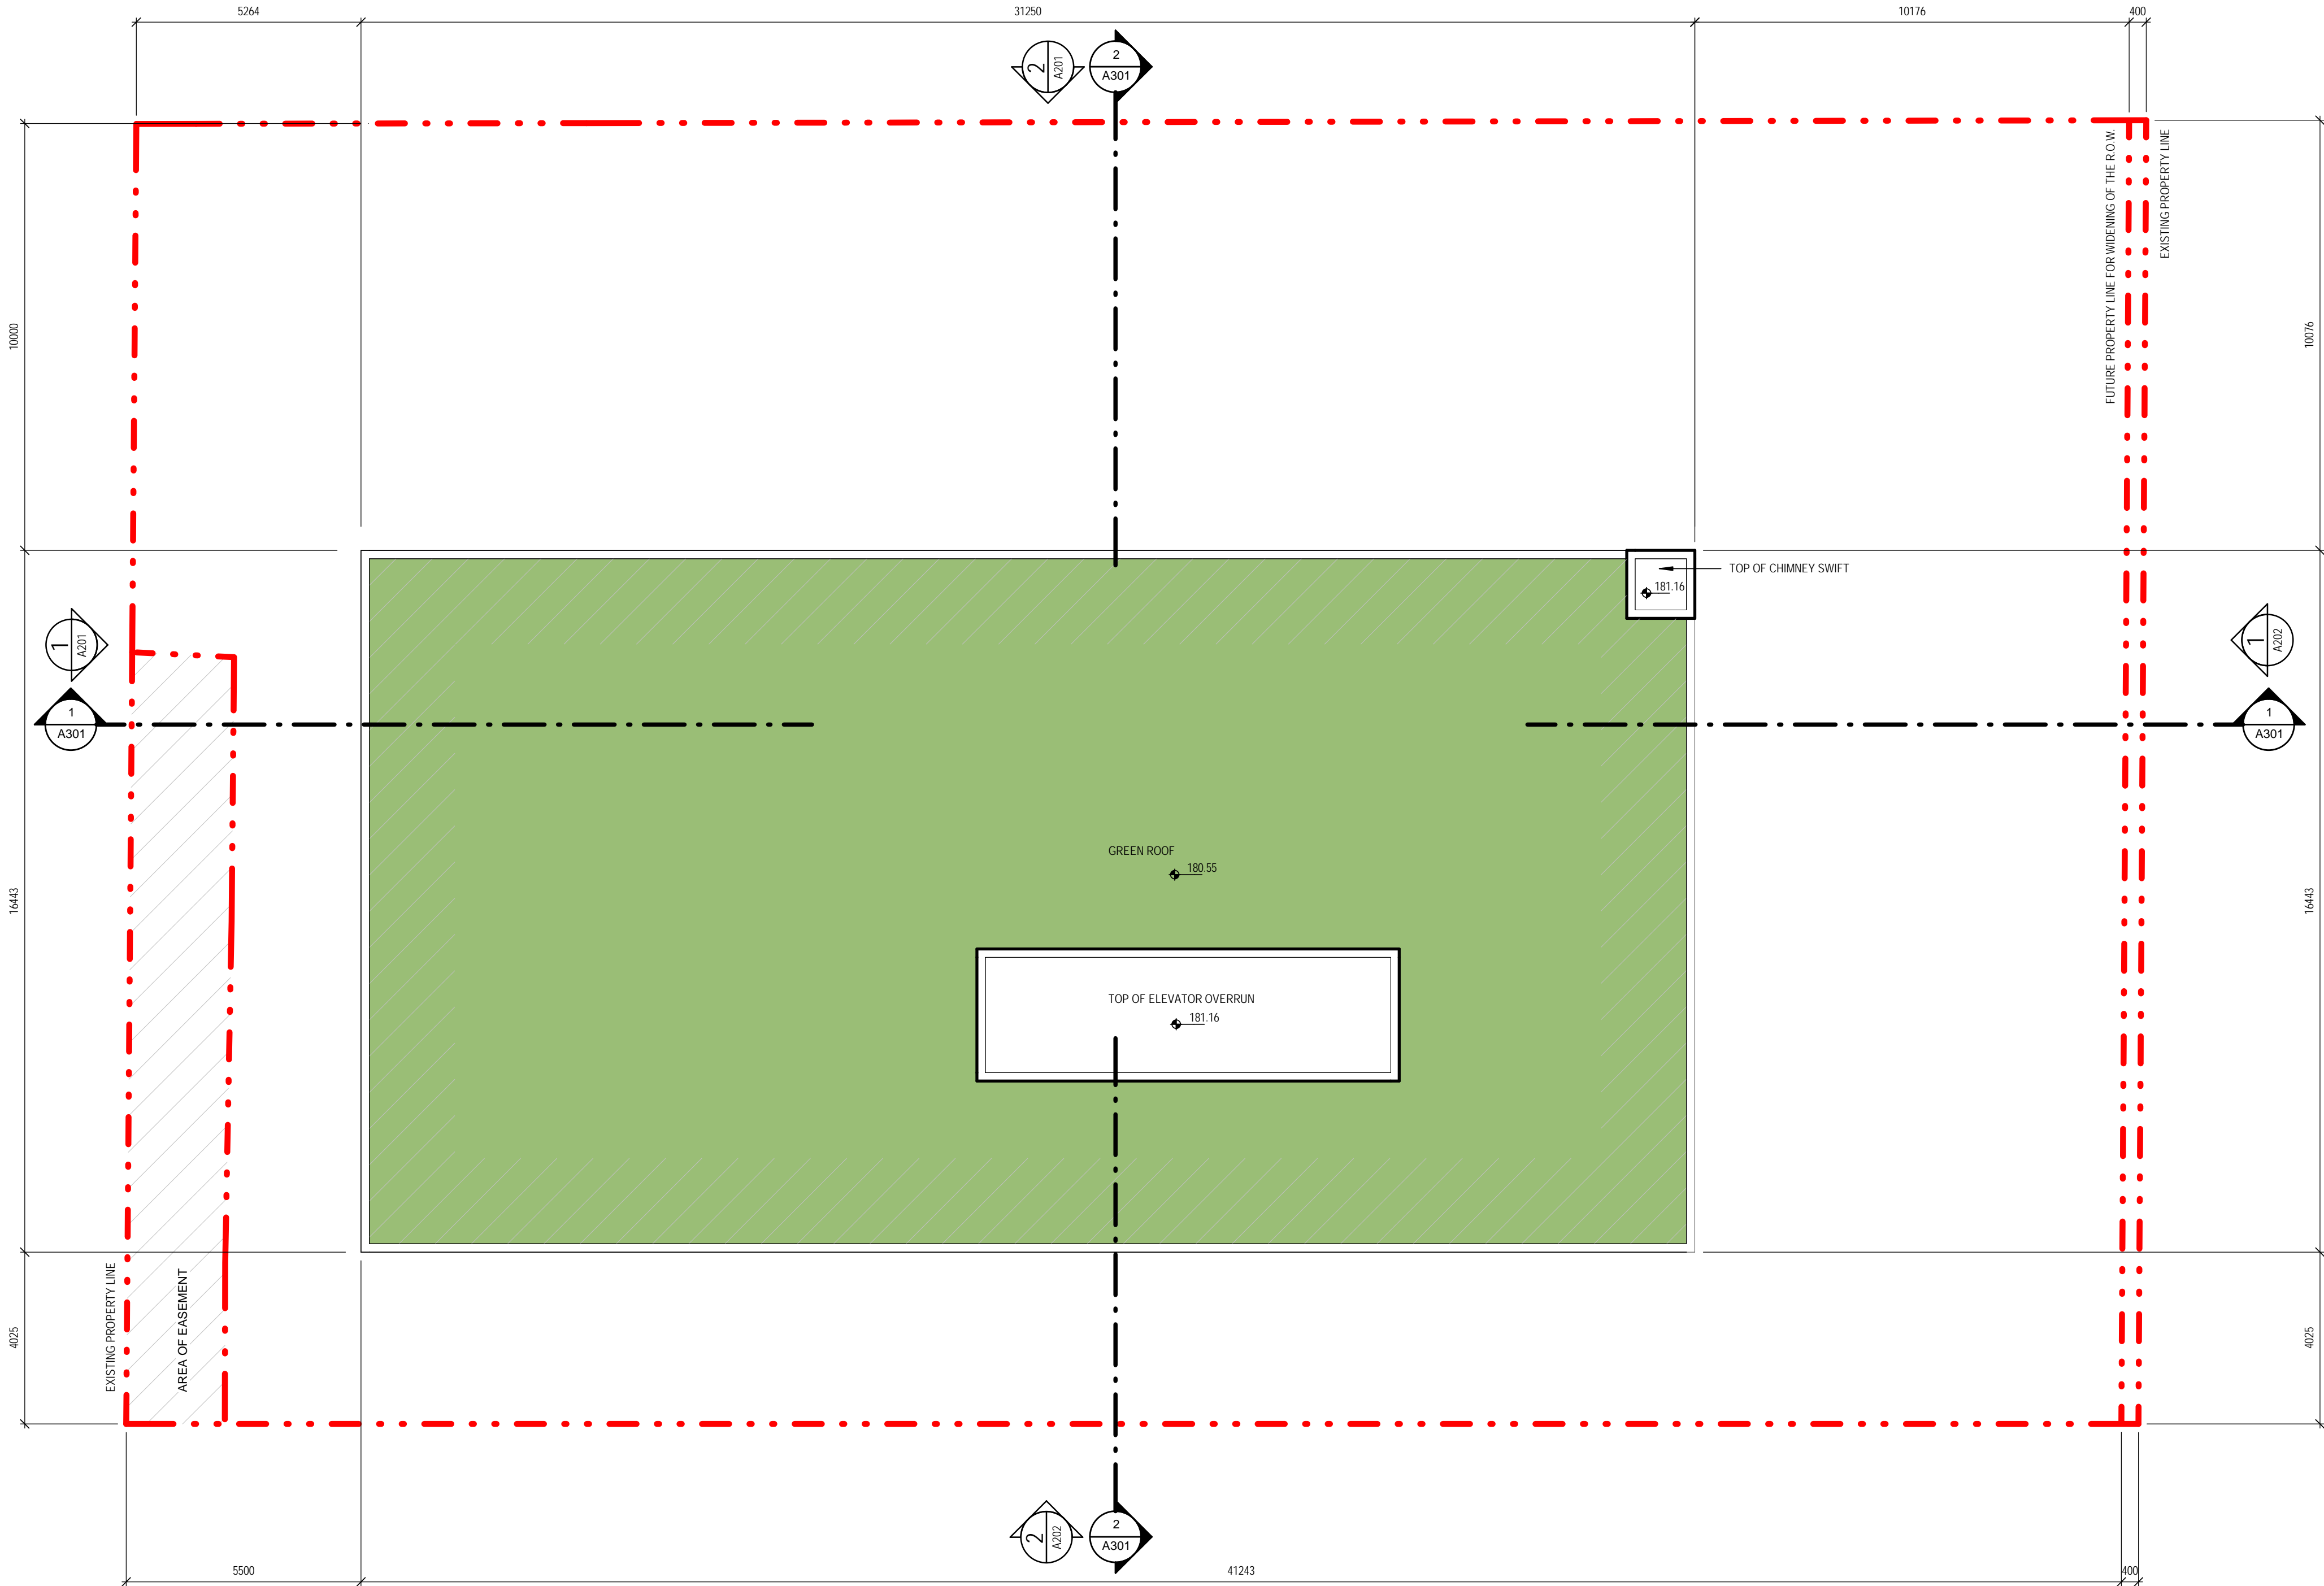 5264
31250
10176
400
2
A201
2
A301
FUTURE PROPERTY LINE FOR WIDENING OF THE R.O.W.
EXISTING PROPERTY LINE
10000
10076
TOP OF CHIMNEY SWIFT
181.16
1
A201
1
A202
1
A301
1
A301
GREEN ROOF
180.55
16443
16443
TOP OF ELEVATOR OVERRUN
181.16
EXISTING PROPERTY LINE
AREA OF EASEMENT
4025
4025
2
A202
2
A301
5500
41243
400